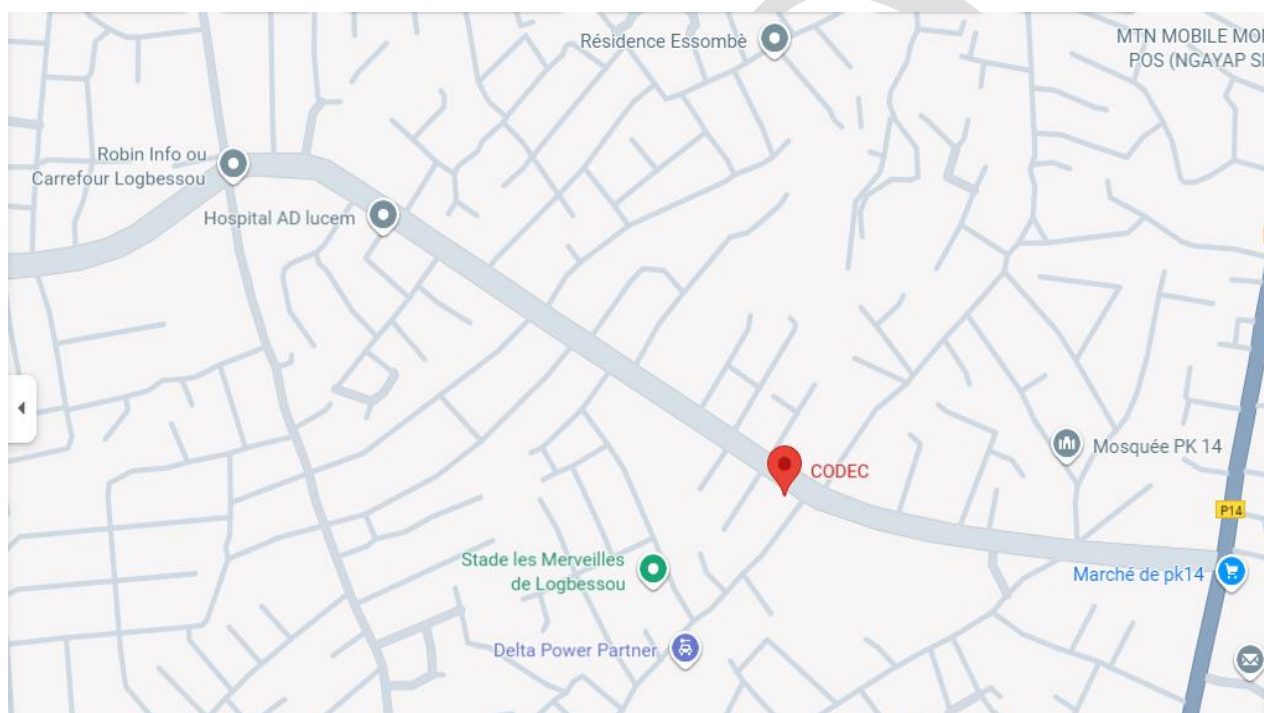 Résidence Essombè
MTN MOBILE MO
POS (NGAYAP S
Robin Info ou
Carrefour Logbessou
Hospital AD lucem
Mosquée PK 14
CODEC
P14
Stade les Merveilles
de Logbessou
Marché de pk14
Delta Power Partner